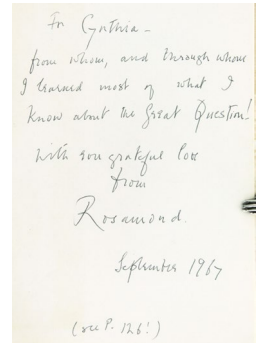 For Cynthia –
from whom, and through whom
I learned most of what I
know about the Great Question!
with grateful love
from
Rosamond.
September 1967
(see P. 126!)